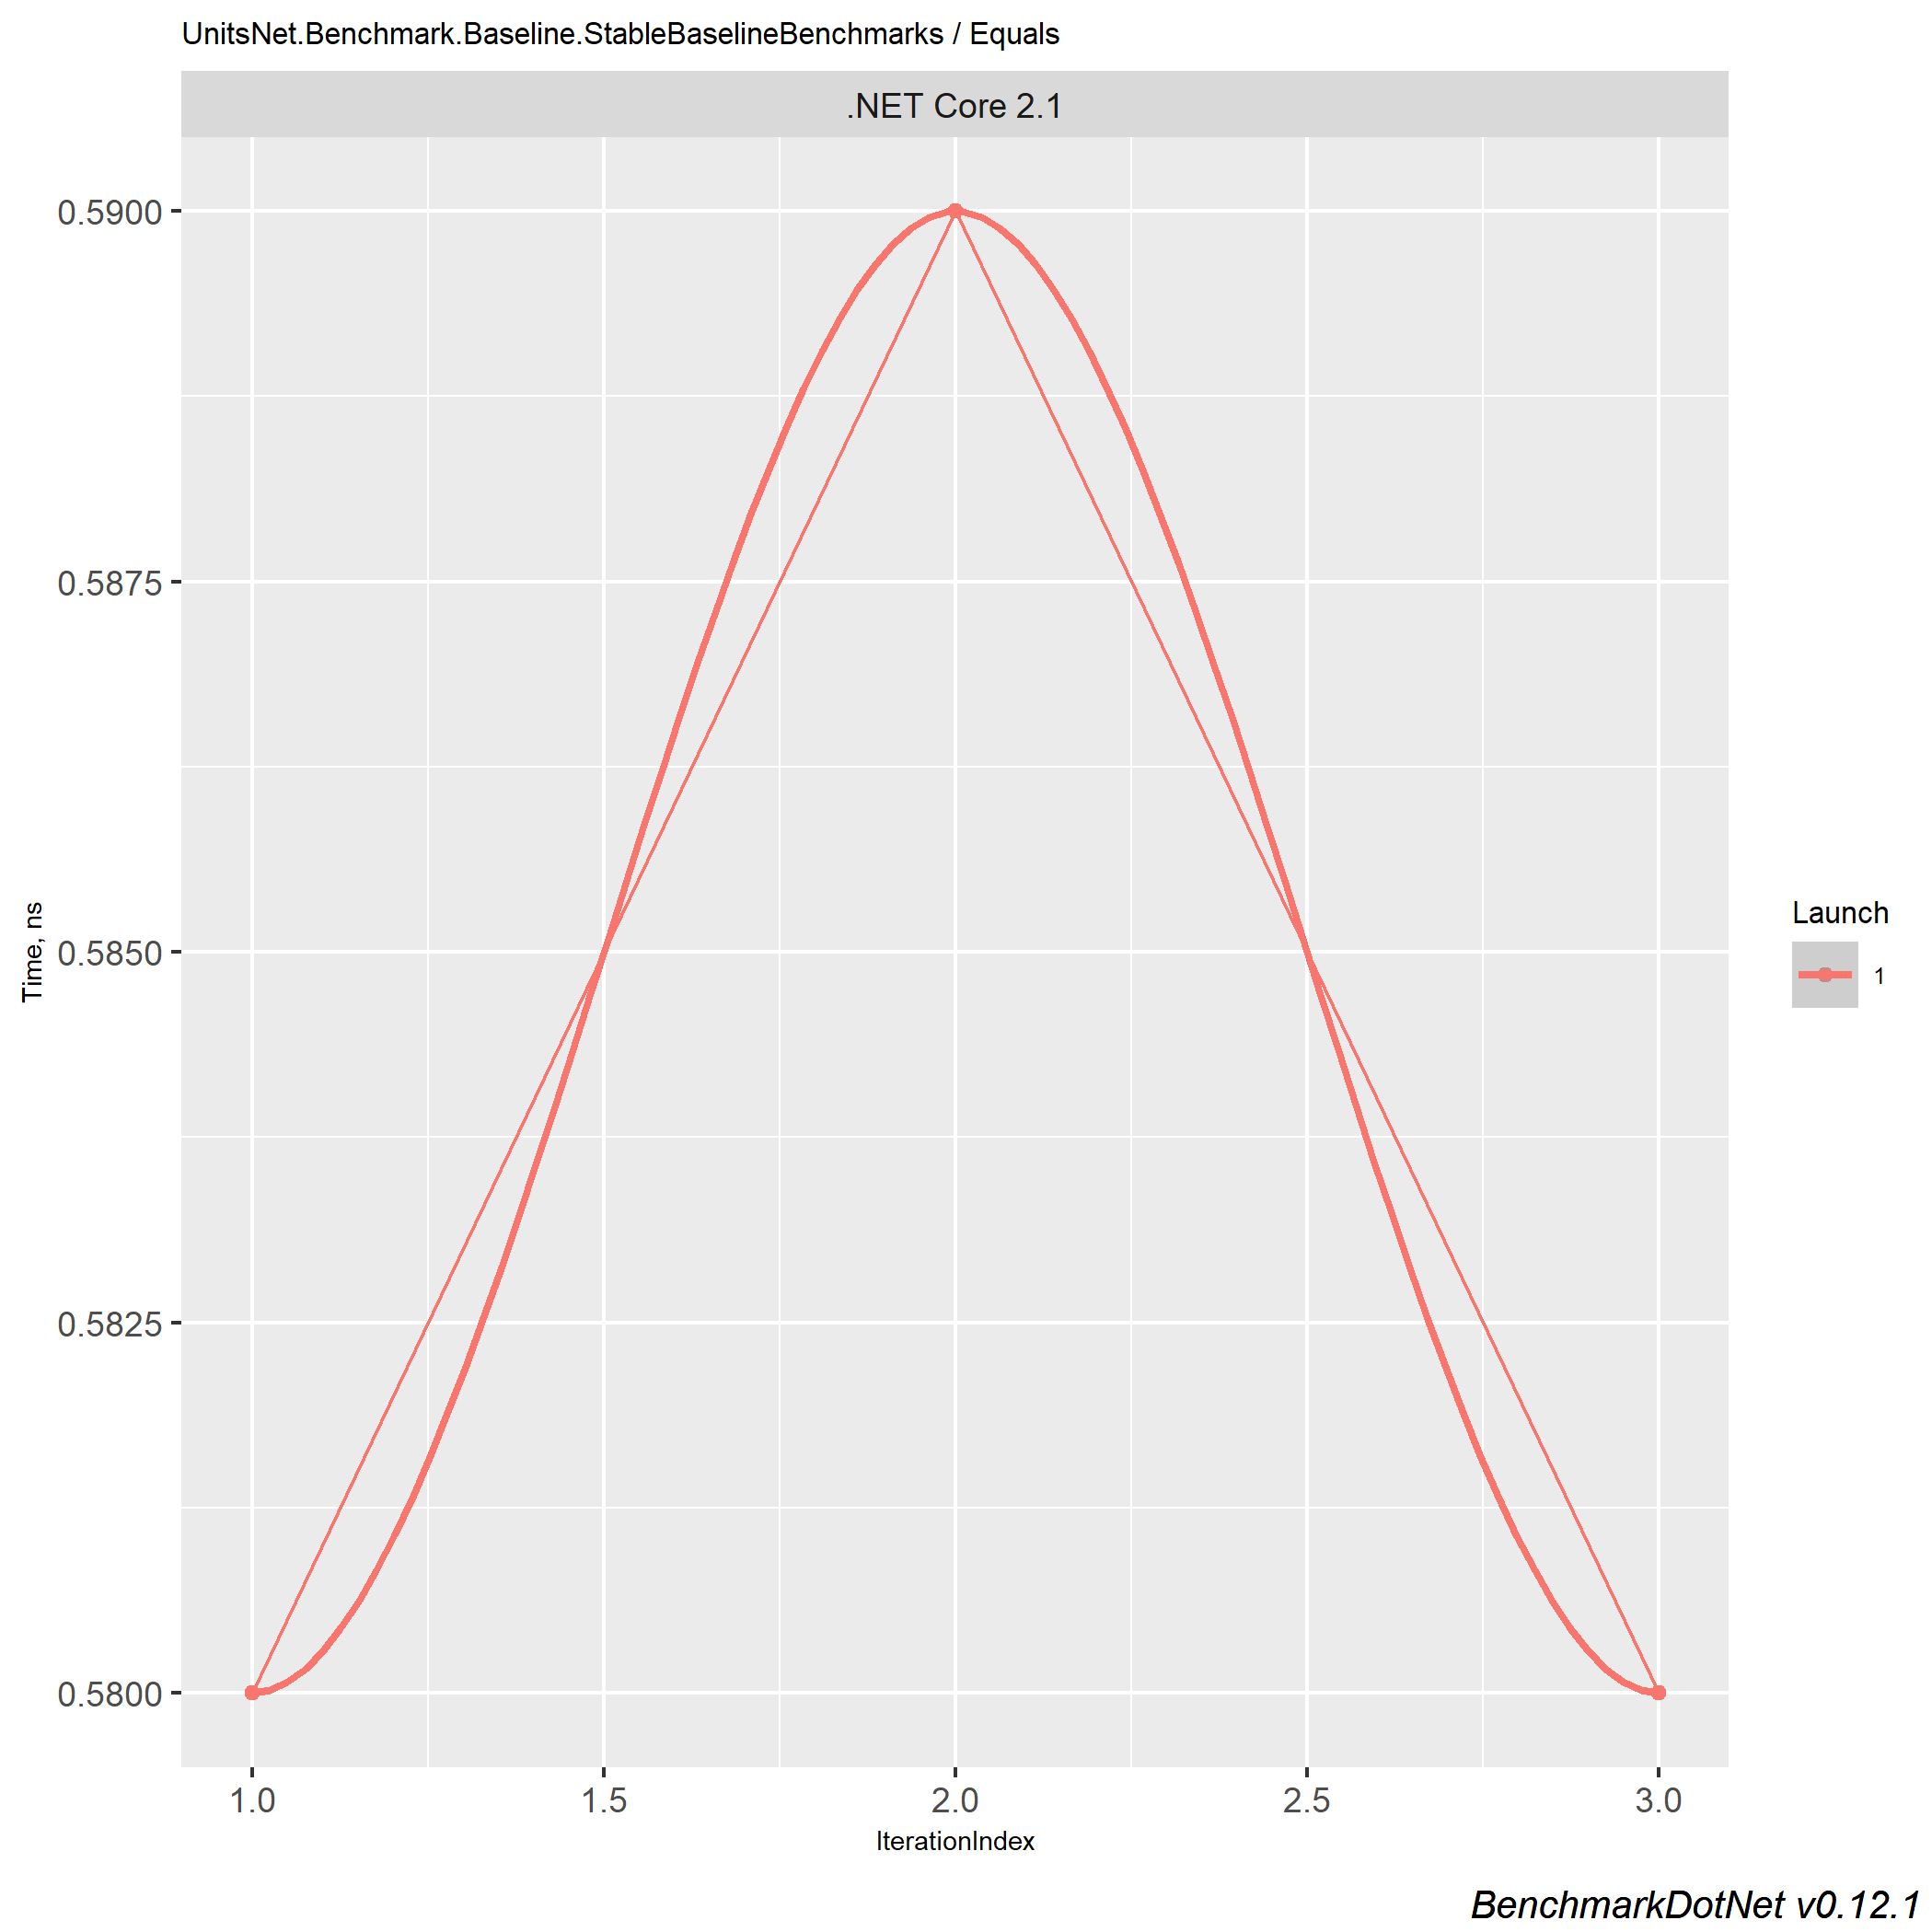 UnitsNet.Benchmark.Baseline.StableBaselineBenchmarks / Equals
.NET Core 2.1
0.5900
0.5875
0.5850
0.5825
0.5800
Time, ns
1.0 1.5 2.0 2.5 3.0
IterationIndex
Launch
1
BenchmarkDotNet v0.12.1